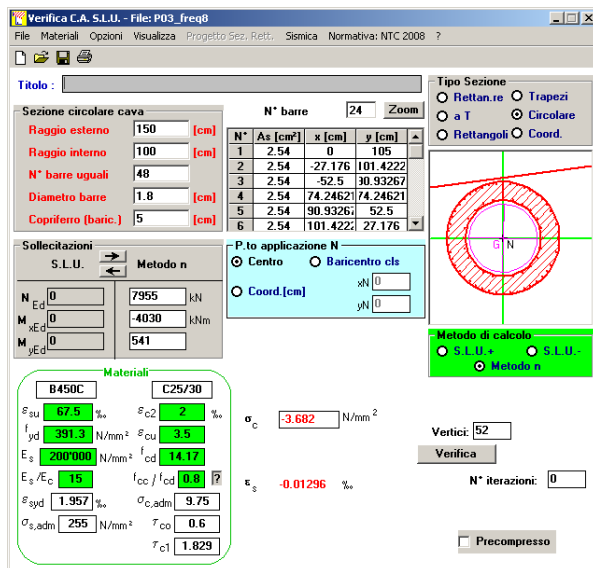 Verifica C.A. S.L.U. - File: P03_freq8
File Materiali Opzioni Visualizza Progetto Sez. Rett. Sismica Normativa: NTC 2008 ?
Titolo :
Tipo Sezione
Rettan.re Trapezi
a T Circolare
Rettangoli Coord.
Sezione circolare cava
Raggio esterno 150 [cm]
Raggio interno 100 [cm]
N° barre uguali 48
Diametro barre 1.8 [cm]
Copriferro (baric.) 5 [cm]
N° barre 24 Zoom
N° As [cm²] x [cm] y [cm]
1 2.54 0 105
2 2.54 -27.176 101.4222
3 2.54 -52.5 90.93267
4 2.54 74.24621 74.24621
5 2.54 90.93267 52.5
6 2.54 101.4222 27.176
G N
Sollecitazioni
S.L.U. Metodo n
N Ed 0 7955 kN
M xEd 0 -4030 kNm
M yEd 0 541
P.to applicazione N
Centro Baricentro cls
Coord.[cm] xN 0
yN 0
Metodo di calcolo
S.L.U.+ S.L.U.-
Metodo n
Materiali
B450C C25/30
εsu 67.5 ‰ εc2 2 ‰
fyd 391.3 N/mm² εcu 3.5
Es 200'000 N/mm² fcd 14.17
Es /Ec 15 fcc / fcd 0.8 ?
εsyd 1.957 ‰ σc,adm 9.75
σs,adm 255 N/mm² τco 0.6
τc1 1.829
σc -3.682 N/mm²
εs -0.01296 ‰
Vertici: 52
Verifica
N° iterazioni: 0
Precompresso